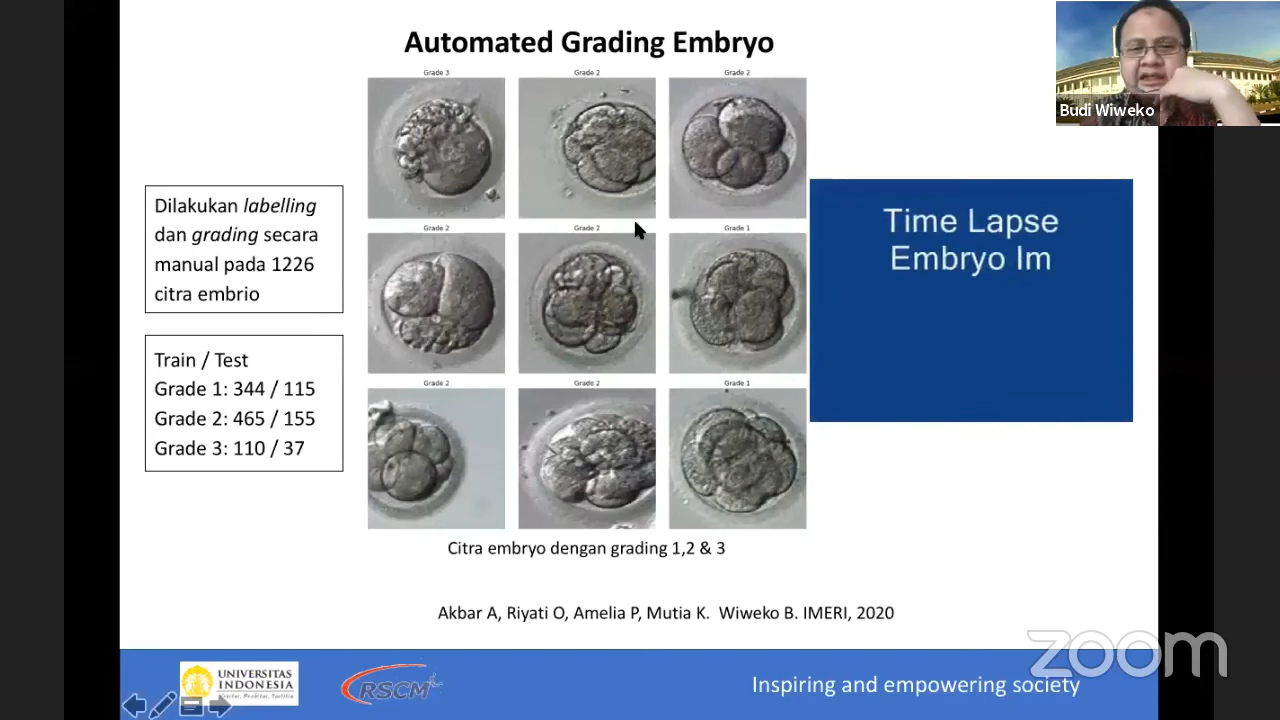 Automated Grading Embryo
Budi Wiweko
Grade 3
Grade 2
Grade 2
Dilakukan labelling
dan grading secara
manual pada 1226
citra embrio
Time Lapse
Embryo Im
Grade 2
Grade 2
Grade 1
Train / Test
Grade 1: 344 / 115
Grade 2: 465 / 155
Grade 3: 110 / 37
Grade 2
Grade 2
Grade 1
Citra embryo dengan grading 1,2 & 3
Akbar A, Riyati O, Amelia P, Mutia K. Wiweko B. IMERI, 2020
zoom
UNIVERSITAS
INDONESIA
RSCM
Inspiring and empowering society